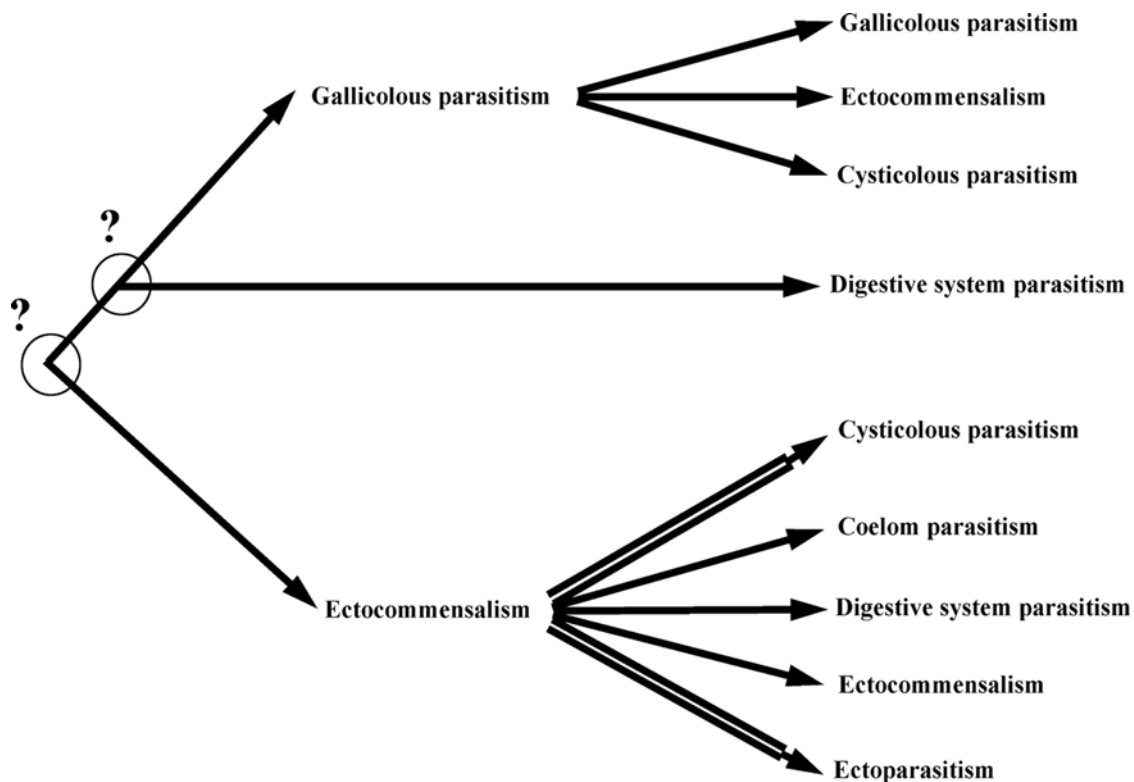 Gallicolous parasitism
Gallicolous parasitism
Ectocommensalism
Cysticolous parasitism
?
Digestive system parasitism
?
Cysticolous parasitism
Coelom parasitism
Ectocommensalism
Digestive system parasitism
Ectocommensalism
Ectoparasitism